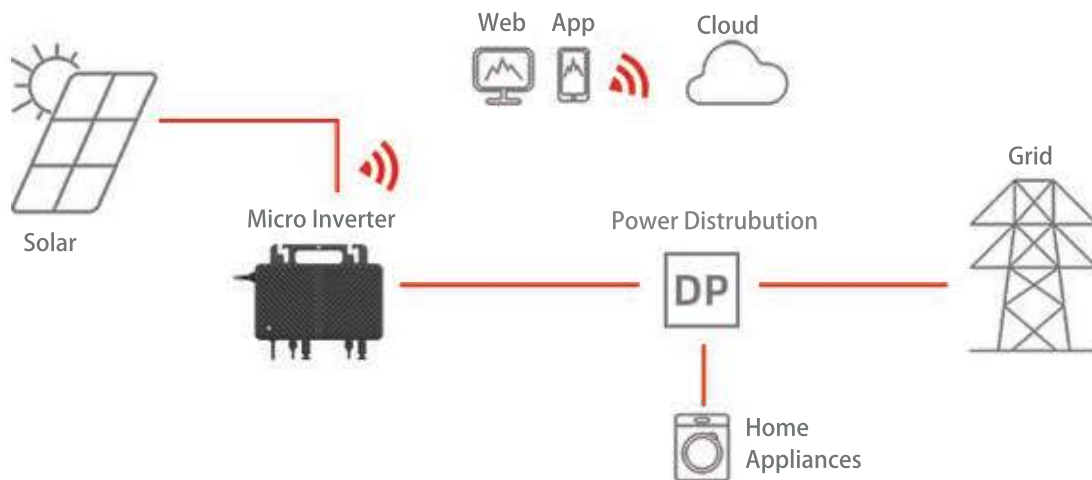 Web App Cloud
Grid
Micro Inverter
Power Distrubution
Solar
DP
Home
Appliances